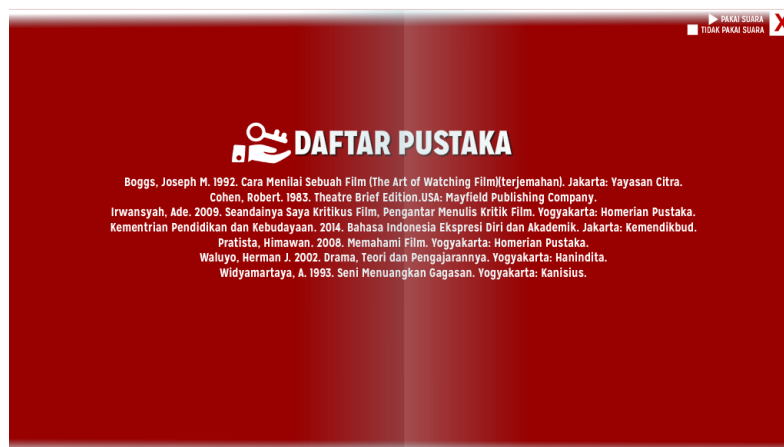 PAKAI SUARA
TIDAK PAKAI SUARA
X
DAFTAR PUSTAKA
Boggs, Joseph M. 1992. Cara Menilai Sebuah Film (The Art of Watching Film)(terjemahan). Jakarta: Yayasan Citra.
Cohen, Robert. 1983. Theatre Brief Edition.USA: Mayfield Publishing Company.
Irwansyah, Ade. 2009. Seandainya Saya Kritikus Film, Pengantar Menulis Kritik Film. Yogyakarta: Homerian Pustaka.
Kementrian Pendidikan dan Kebudayaan. 2014. Bahasa Indonesia Ekspresi Diri dan Akademik. Jakarta: Kemendikbud.
Pratista, Himawan. 2008. Memahami Film. Yogyakarta: Homerian Pustaka.
Waluyo, Herman J. 2002. Drama, Teori dan Pengajarannya. Yogyakarta: Hanindita.
Widyamartaya, A. 1993. Seni Menuangkan Gagasan. Yogyakarta: Kanisius.